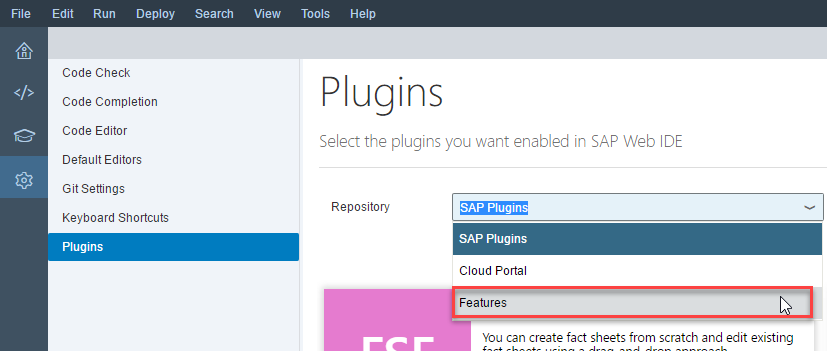 File Edit Run Deploy Search View Tools Help
Code Check
Code Completion
Code Editor
Default Editors
Git Settings
Keyboard Shortcuts
Plugins
Plugins
Select the plugins you want enabled in SAP Web IDE
Repository
SAP Plugins
SAP Plugins
Cloud Portal
Features
FSE
You can create fact sheets from scratch and edit existing
fact sheets using a drag-and-drop approach